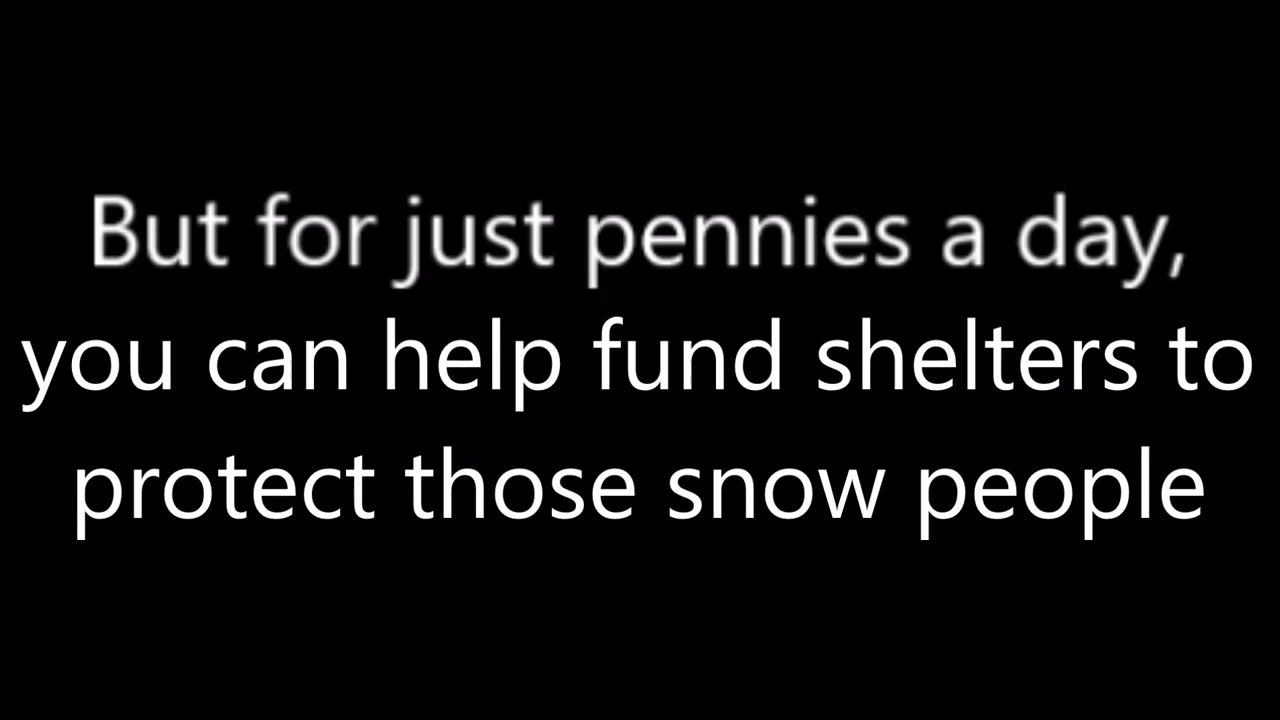 But for just pennies a day,
you can help fund shelters to
protect those snow people